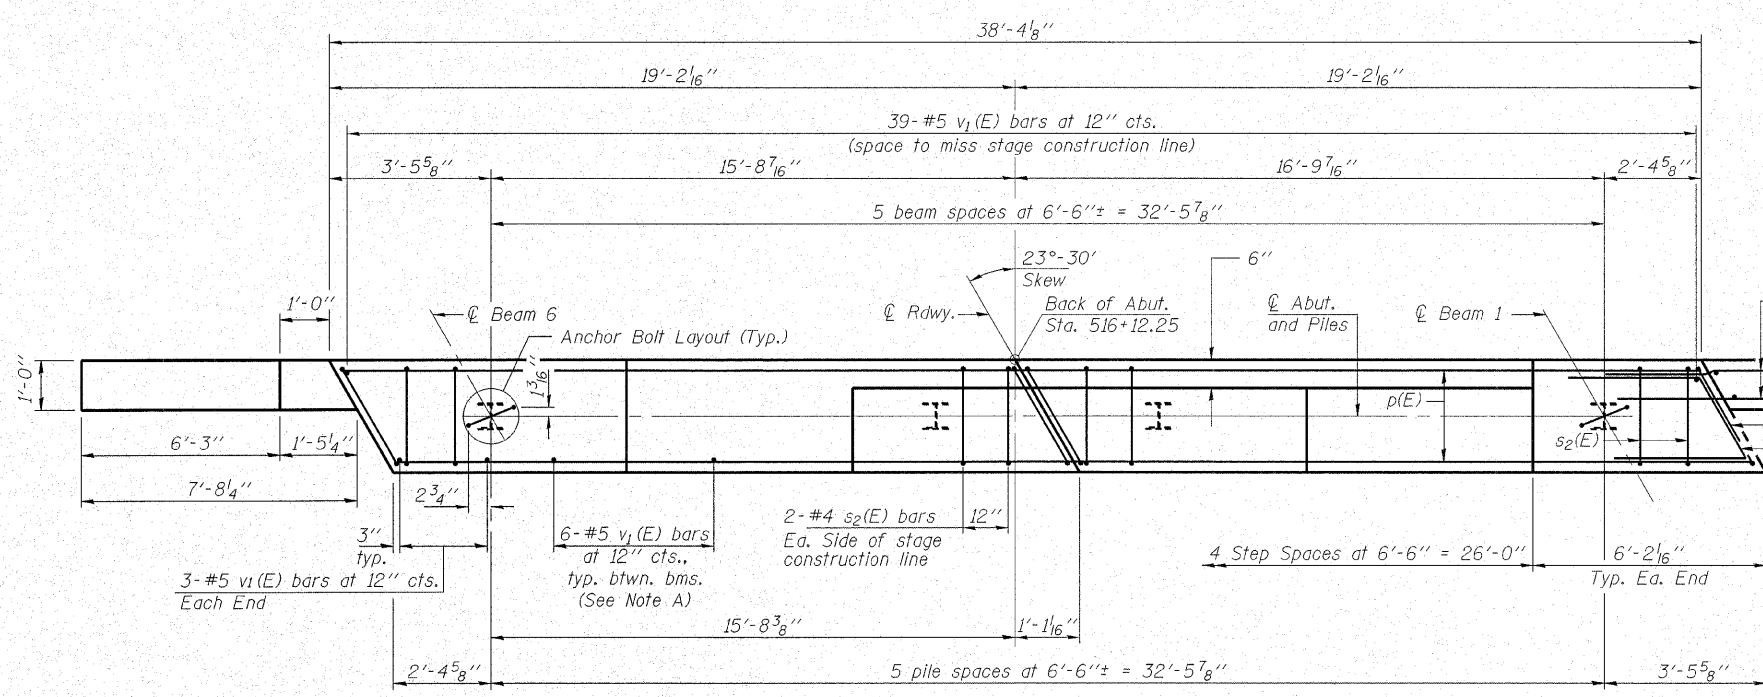 38'-4 1/8"
19'-2 1/16"
19'-2 1/16"
39- #5 v1(E) bars at 12" cts.
(space to miss stage construction line)
3'-5 5/8"
15'-8 7/16"
16'-9 7/16"
2'-4 5/8"
5 beam spaces at 6'-6"± = 32'-5 7/8"
23°-30'
Skew
6"
1'-0"
℄ Beam 6
Anchor Bolt Layout (Typ.)
℄ Rdwy.
Back of Abut.
Sta. 516+12.25
℄ Abut.
and Piles
℄ Beam 1
1'-0"
1 3/16"
p(E)
s2(E)
6'-3"
1'-5 1/4"
7'-8 1/4"
2 3/4"
3"
typ.
3- #5 v1(E) bars at 12" cts.
Each End
6- #5 v1(E) bars
at 12" cts.,
typ. btwn. bms.
(See Note A)
2- #4 s2(E) bars
Ea. Side of stage
construction line
12"
4 Step Spaces at 6'-6" = 26'-0"
6'-2 1/16"
Typ. Ea. End
15'-8 3/8"
1'-1 1/16"
2'-4 5/8"
5 pile spaces at 6'-6"± = 32'-5 7/8"
3'-5 5/8"